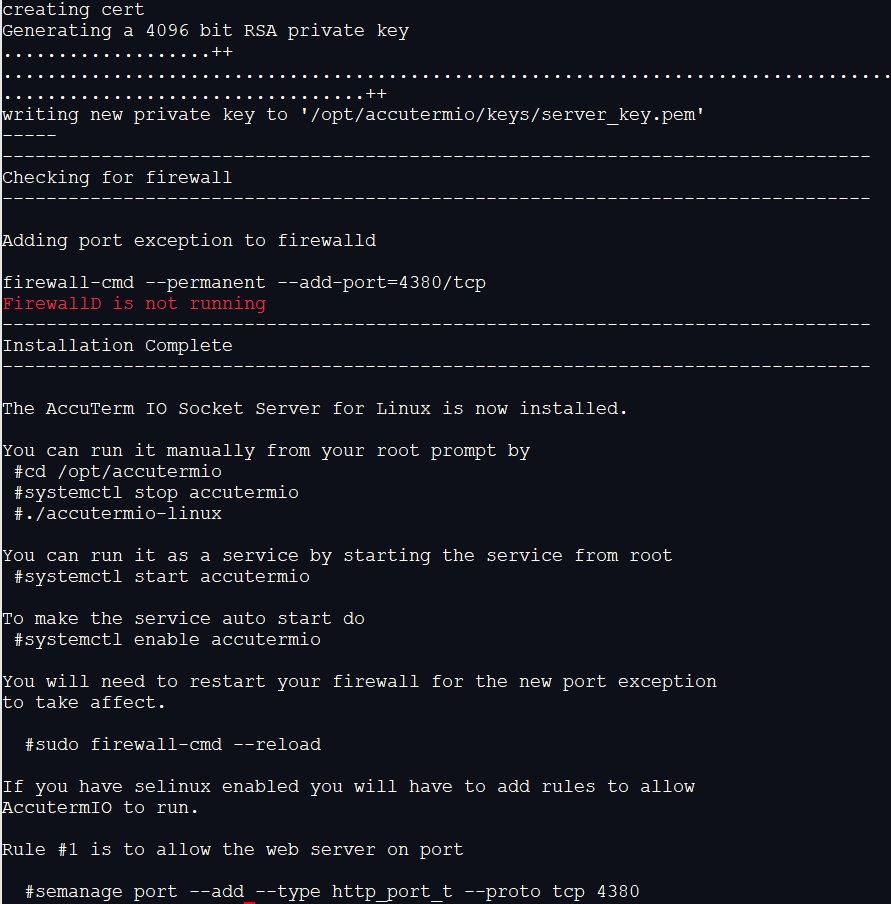 creating cert
Generating a 4096 bit RSA private key
...................++
.................................................................................
.................................++
writing new private key to '/opt/accutermio/keys/server_key.pem'
-----
-------------------------------------------------------------------------------
Checking for firewall
-------------------------------------------------------------------------------
Adding port exception to firewalld
firewall-cmd --permanent --add-port=4380/tcp
FirewallD is not running
-------------------------------------------------------------------------------
Installation Complete
-------------------------------------------------------------------------------
The AccuTerm IO Socket Server for Linux is now installed.
You can run it manually from your root prompt by
#cd /opt/accutermio
#systemctl stop accutermio
#./accutermio-linux
You can run it as a service by starting the service from root
#systemctl start accutermio
To make the service auto start do
#systemctl enable accutermio
You will need to restart your firewall for the new port exception
to take affect.
#sudo firewall-cmd --reload
If you have selinux enabled you will have to add rules to allow
AccutermIO to run.
Rule #1 is to allow the web server on port
#semanage port --add --type http_port_t --proto tcp 4380